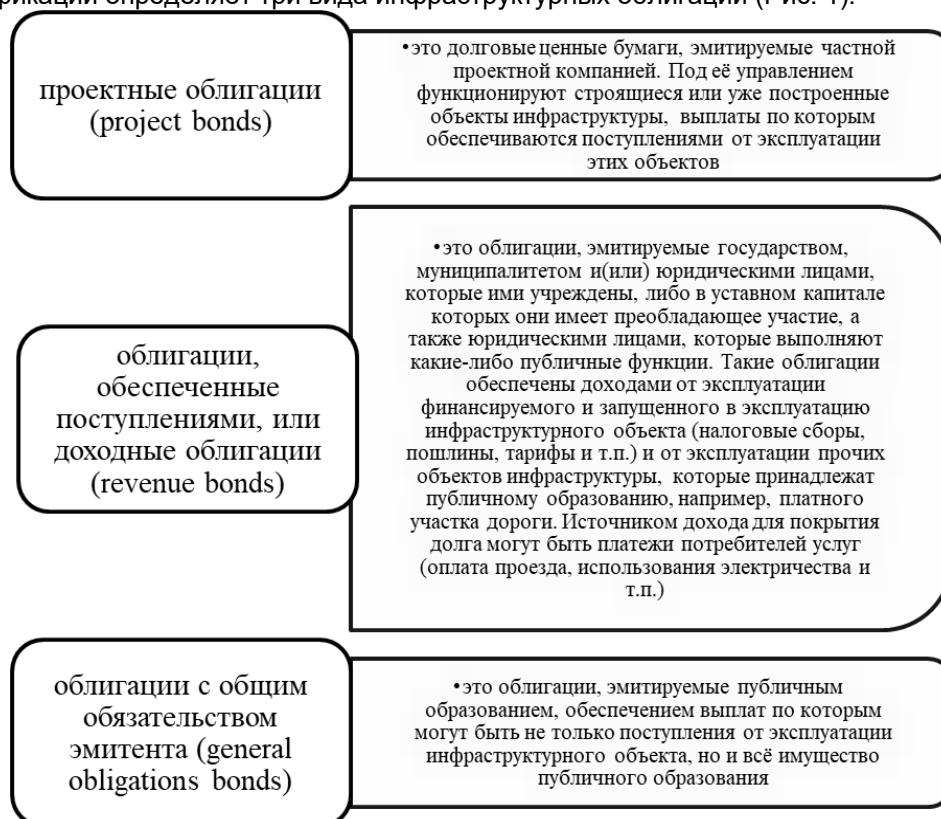 определяет три вида инфраструктурных облигаций (Рис. 1).
проектные облигации
(project bonds)
•это долговые ценные бумаги, эмитируемые частной
проектной компанией. Под её управлением
функционируют строящиеся или уже построенные
объекты инфраструктуры, выплаты по которым
обеспечиваются поступлениями от эксплуатации
этих объектов
облигации,
обеспеченные
поступлениями, или
доходные облигации
(revenue bonds)
•это облигации, эмитируемые государством,
муниципалитетом и(или) юридическими лицами,
которые ими учреждены, либо в уставном капитале
которых они имеет преобладающее участие, а
также юридическими лицами, которые выполняют
какие-либо публичные функции. Такие облигации
обеспечены доходами от эксплуатации
финансируемого и запущенного в эксплуатацию
инфраструктурного объекта (налоговые сборы,
пошлины, тарифы и т.п.) и от эксплуатации прочих
объектов инфраструктуры, которые принадлежат
публичному образованию, например, платного
участка дороги. Источником дохода для покрытия
долга могут быть платежи потребителей услуг
(оплата проезда, использования электричества и
т.п.)
облигации с общим
обязательством
эмитента (general
obligations bonds)
•это облигации, эмитируемые публичным
образованием, обеспечением выплат по которым
могут быть не только поступления от эксплуатации
инфраструктурного объекта, но и всё имущество
публичного образования